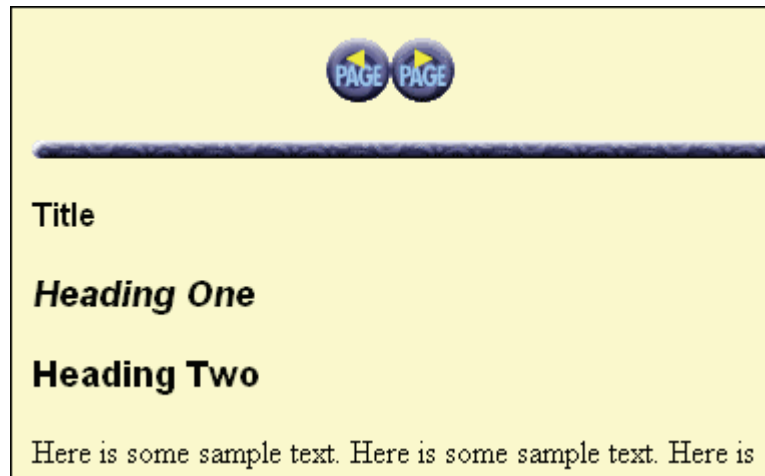 PAGE PAGE
Title
Heading One
Heading Two
Here is some sample text. Here is some sample text. Here is